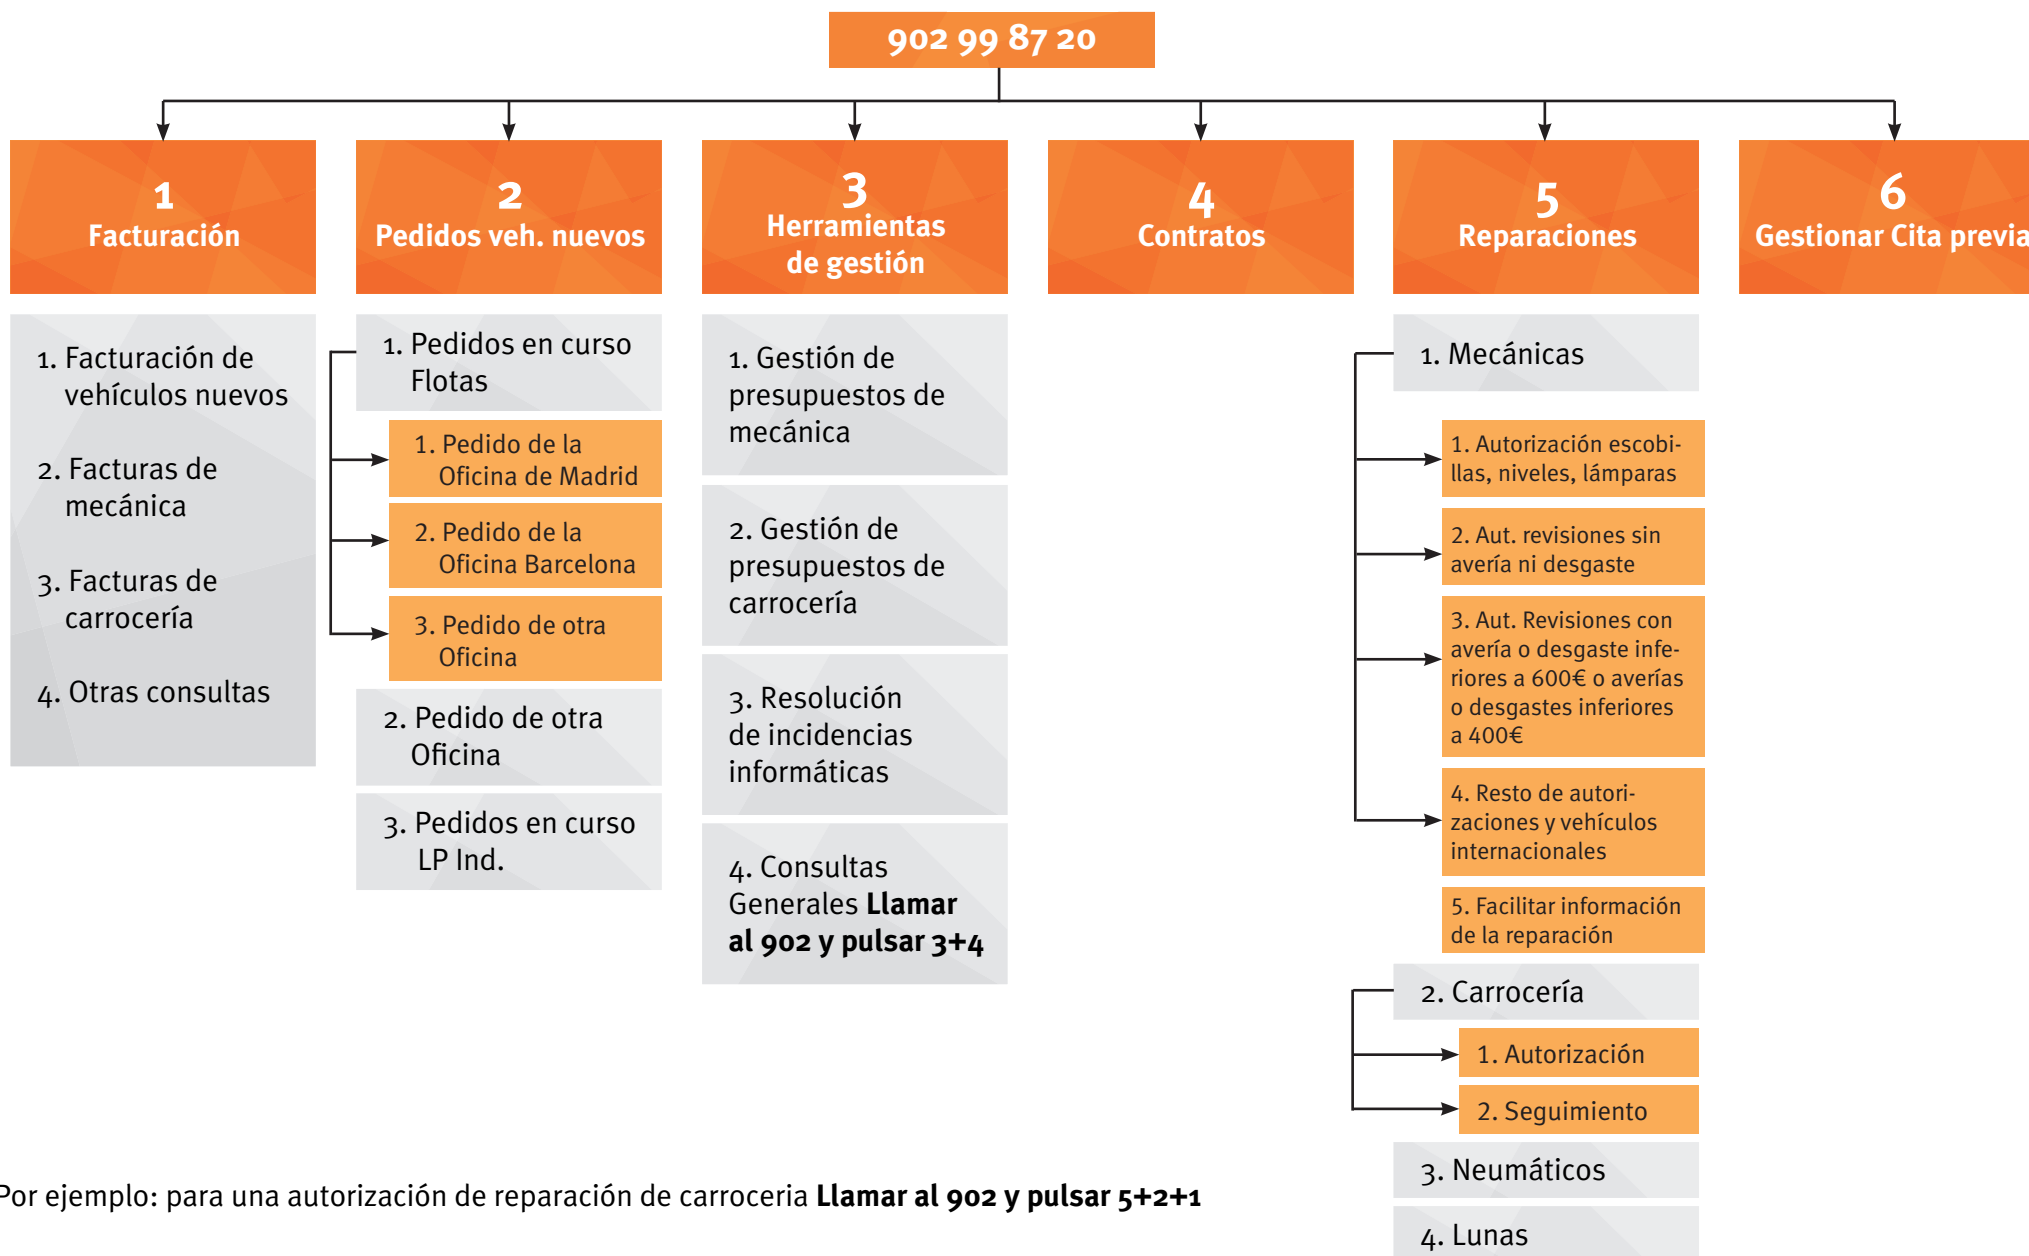 902 99 87 20
1
Facturación
1. Facturación de
vehículos nuevos
2. Facturas de
mecánica
3. Facturas de
carrocería
4. Otras consultas
2
Pedidos veh. nuevos
1. Pedidos en curso
Flotas
1. Pedido de la
Oficina de Madrid
2. Pedido de la
Oficina Barcelona
3. Pedido de otra
Oficina
2. Pedido de otra
Oficina
3. Pedidos en curso
LP Ind.
3
Herramientas
de gestión
1. Gestión de
presupuestos de
mecánica
2. Gestión de
presupuestos de
carrocería
3. Resolución
de incidencias
informáticas
4. Consultas
Generales Llamar
al 902 y pulsar 3+4
4
Contratos
5
Reparaciones
1. Mecánicas
1. Autorización escobi-
llas, niveles, lámparas
2. Aut. revisiones sin
avería ni desgaste
3. Aut. Revisiones con
avería o desgaste infe-
riores a 600€ o averías
o desgastes inferiores
a 400€
4. Resto de autori-
zaciones y vehículos
internacionales
5. Facilitar información
de la reparación
2. Carrocería
1. Autorización
2. Seguimiento
3. Neumáticos
4. Lunas
6
Gestionar Cita previa
Por ejemplo: para una autorización de reparación de carroceria Llamar al 902 y pulsar 5+2+1